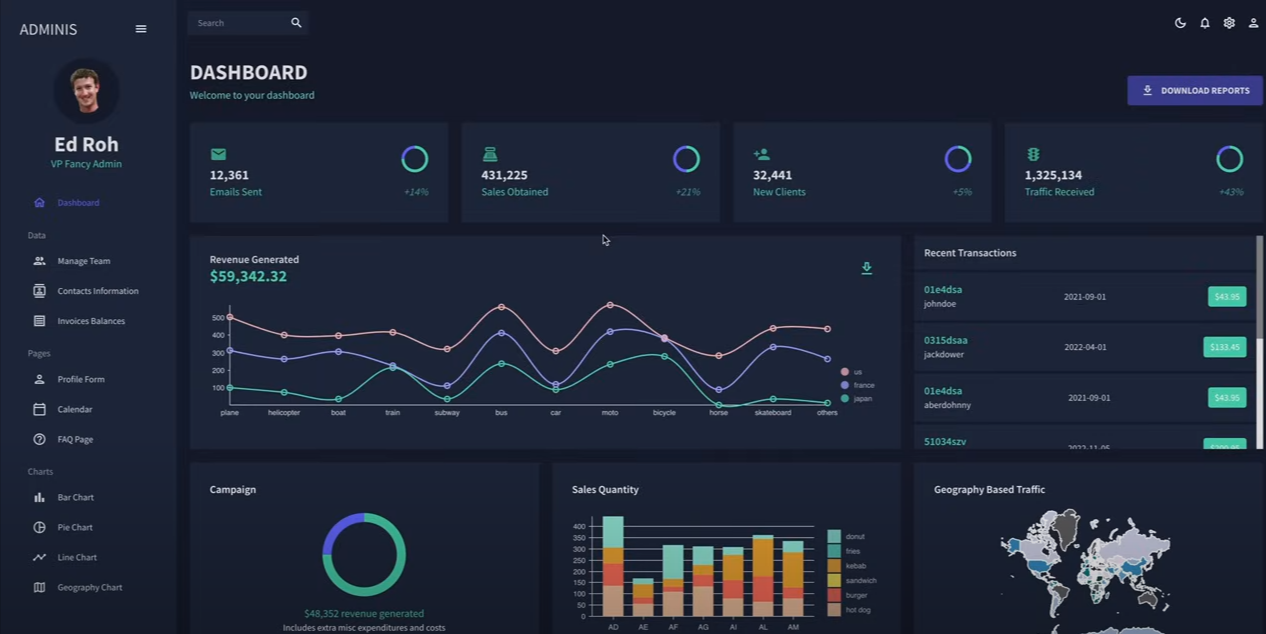 ADMINIS
Search
Ed Roh
VP Fancy Admin
Dashboard
Data
Manage Team
Contacts Information
Invoices Balances
Pages
Profile Form
Calendar
FAQ Page
Charts
Bar Chart
Pie Chart
Line Chart
Geography Chart
DASHBOARD
Welcome to your dashboard
DOWNLOAD REPORTS
12,361
Emails Sent
+14%
431,225
Sales Obtained
+21%
32,441
New Clients
+5%
1,325,134
Traffic Received
+43%
Revenue Generated
$59,342.32
500
400
300
200
100
plane helicopter boat train subway bus car moto bicycle horse skateboard others
us
france
japan
Recent Transactions
01e4dsa
johndoe
2021-09-01
$43.95
0315dsaa
jackdower
2022-04-01
$133.45
01e4dsa
aberdohnny
2021-09-01
$43.95
51034szv
2022-11-05
$200.95
Campaign
$48,352 revenue generated
Includes extra misc expenditures and costs
Sales Quantity
400
350
300
250
200
150
100
50
0
AD AE AF AG AI AL AM
donut
fries
kebab
sandwich
burger
hot dog
Geography Based Traffic